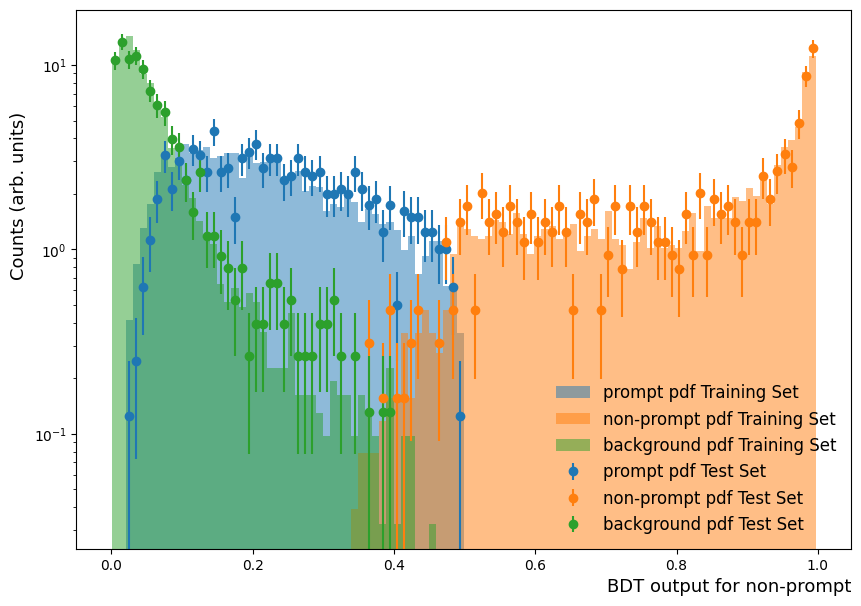 Counts (arb. units)
10¹
10⁰
10⁻¹
prompt pdf Training Set
non-prompt pdf Training Set
background pdf Training Set
prompt pdf Test Set
non-prompt pdf Test Set
background pdf Test Set
0.0 0.2 0.4 0.6 0.8 1.0
BDT output for non-prompt